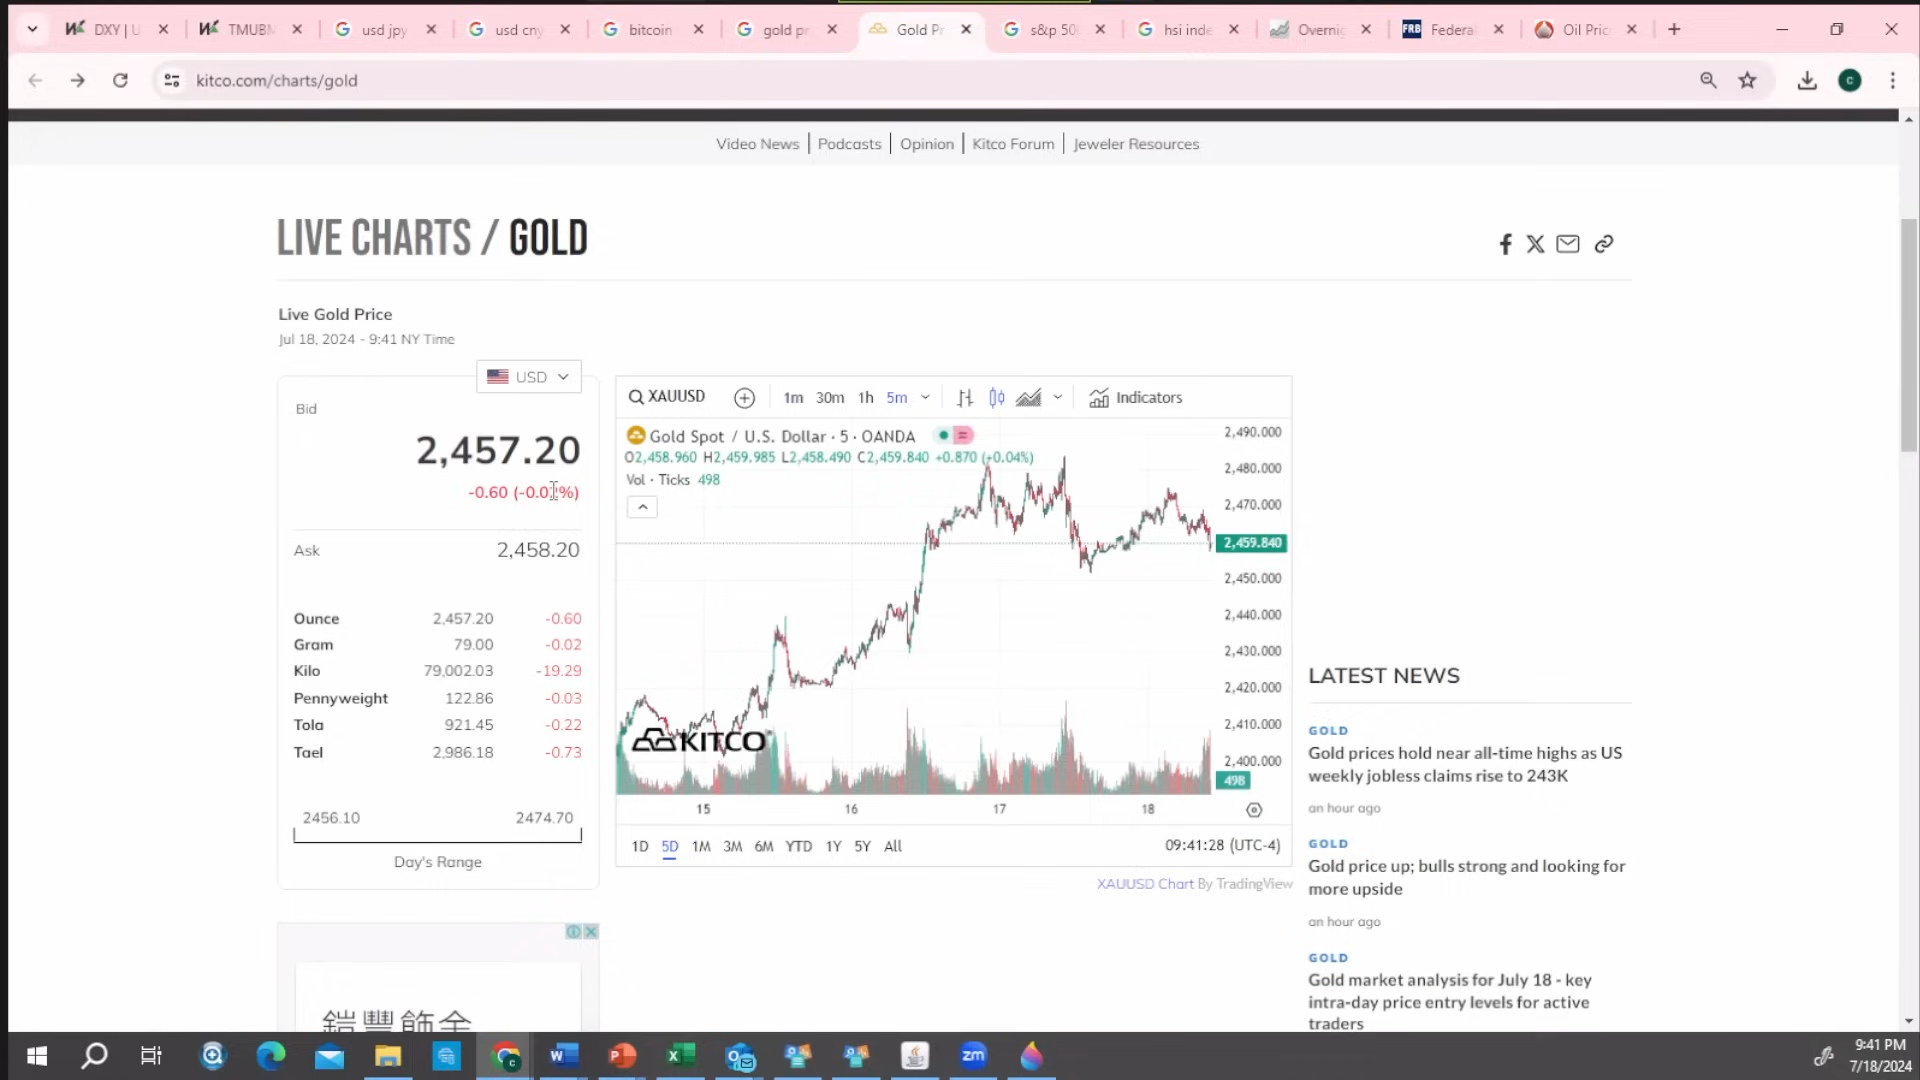 DXY | U
TMUBM
usd jpy
usd cny
bitcoin
gold pr
Gold Pr
s&p 500
hsi inde
Overnig
FRB Federal
Oil Pric
kitco.com/charts/gold
c
Video News | Podcasts | Opinion | Kitco Forum | Jeweler Resources
LIVE CHARTS / GOLD
Live Gold Price
Jul 18, 2024 - 9:41 NY Time
USD
Bid
2,457.20
-0.60
Ask 2,458.20
Ounce 2,457.20 -0.60
Gram 79.00 -0.02
Kilo 79,002.03 -19.29
Pennyweight 122.86 -0.03
Tola 921.45 -0.22
Tael 2,986.18 -0.73
2456.10 2474.70
Day's Range
XAUUSD 1m 30m 1h 5m Indicators
Gold Spot / U.S. Dollar · 5 · OANDA
O2,458.960 H2,459.985 L2,458.490 C2,459.840 +0.870 (+0.04%)
Vol · Ticks 498
2,490.000
2,480.000
2,470.000
2,459.840
2,450.000
2,440.000
2,430.000
2,420.000
2,410.000
2,400.000
498
KITCO
15 16 17 18
1D 5D 1M 3M 6M YTD 1Y 5Y All 09:41:28 (UTC-4)
XAUUSD Chart By TradingView
LATEST NEWS
GOLD
Gold prices hold near all-time highs as US
weekly jobless claims rise to 243K
an hour ago
GOLD
Gold price up; bulls strong and looking for
more upside
an hour ago
GOLD
Gold market analysis for July 18 - key
intra-day price entry levels for active
traders
zm
9:41 PM
7/18/2024